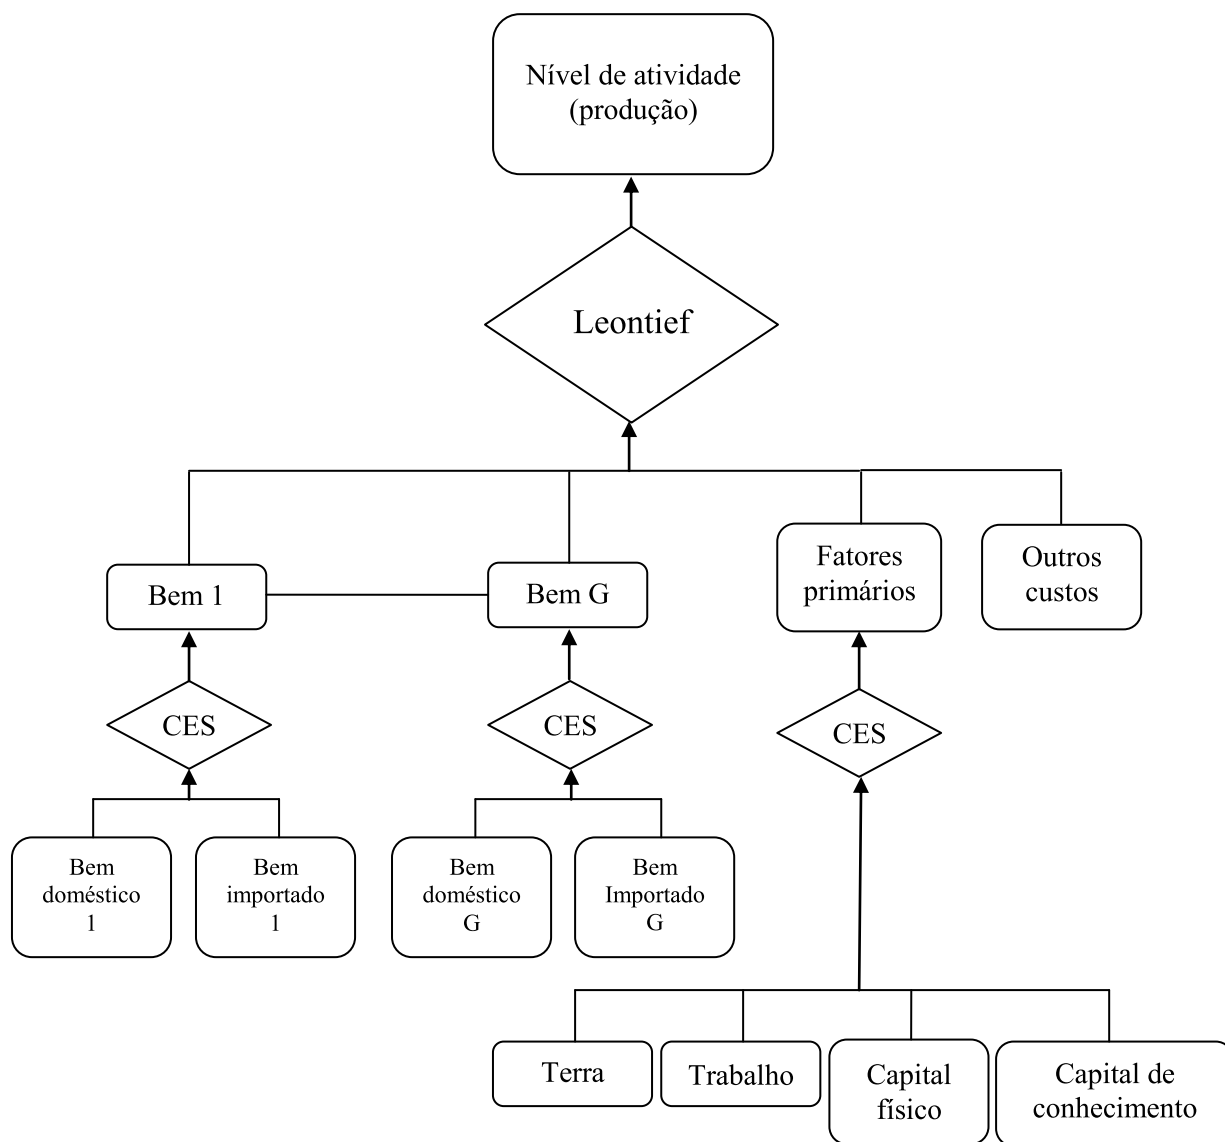 Nível de atividade
(produção)
Leontief
Bem 1
Bem G
Fatores
primários
Outros
custos
CES
CES
CES
Bem
doméstico
1
Bem
importado
1
Bem
doméstico
G
Bem
Importado
G
Terra
Trabalho
Capital
físico
Capital de
conhecimento